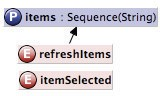 P items : Sequence(String)
E refreshItems
E itemSelected